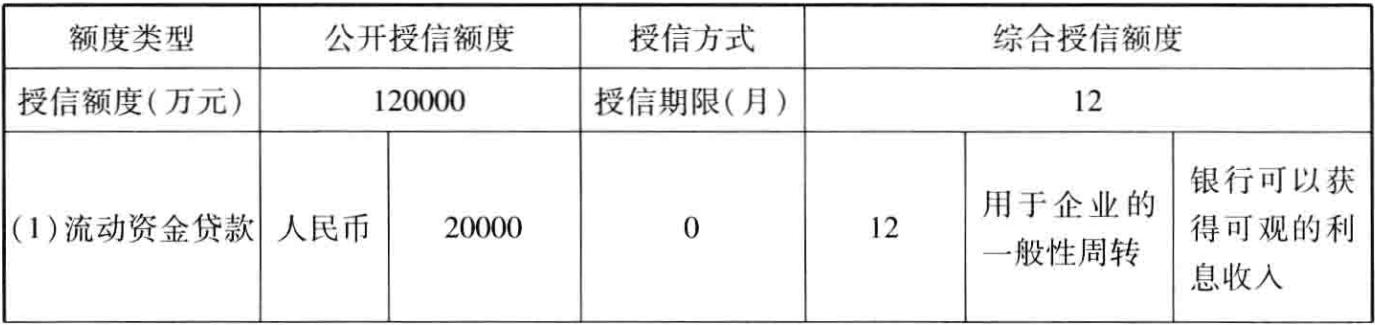 额度类型 公开授信额度 授信方式 综合授信额度
授信额度(万元) 120000 授信期限(月) 12
(1)流动资金贷款 人民币 20000 0 12 用于企业的一般性周转 银行可以获得可观的利息收入